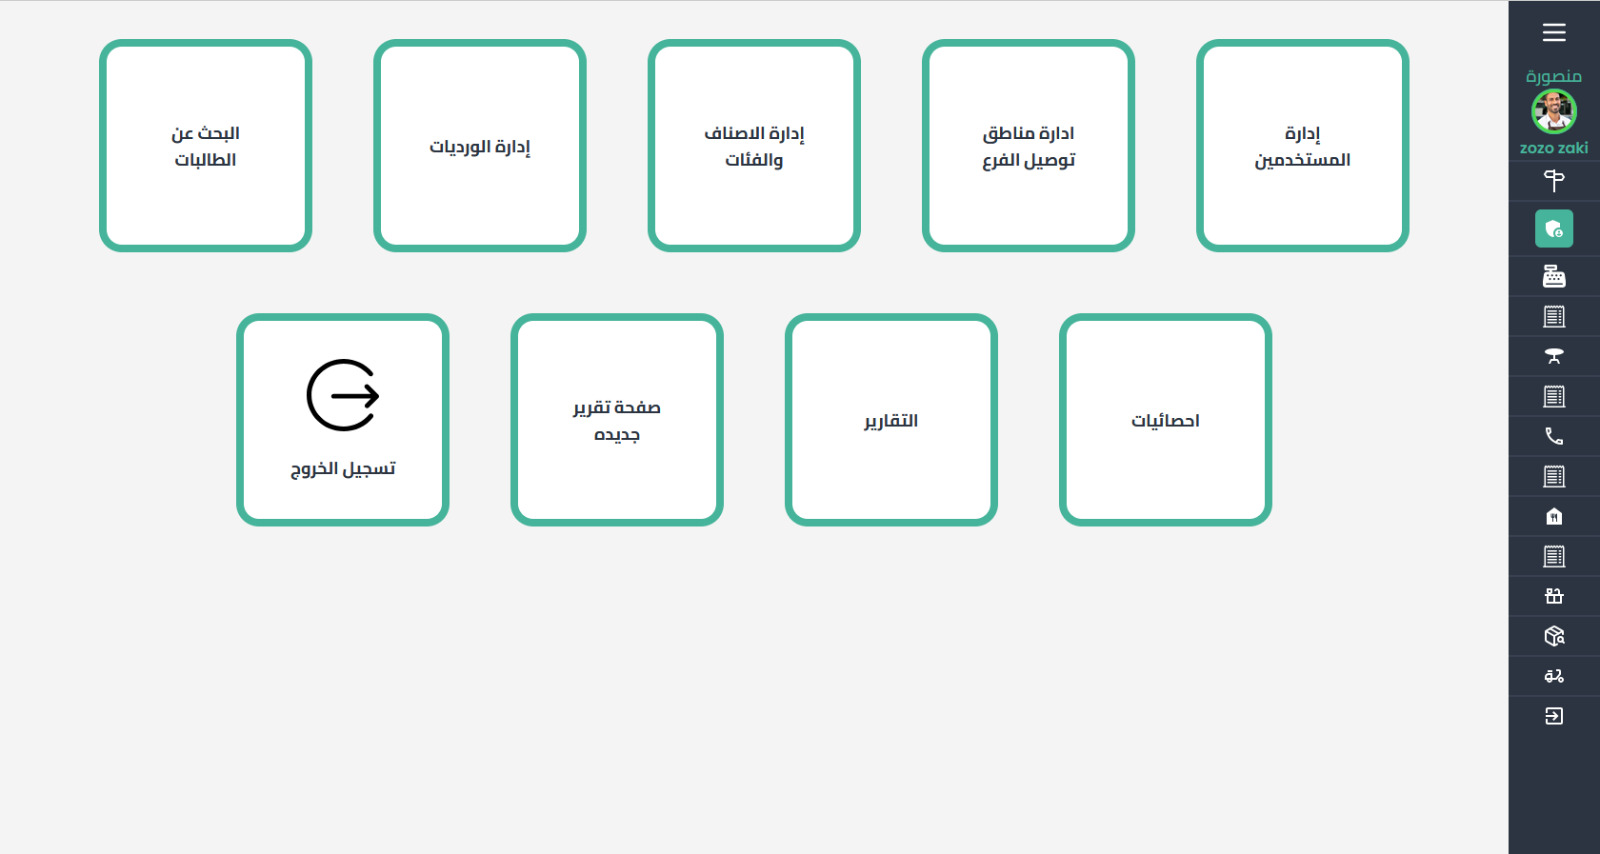 منصورة
zozo zaki
إدارة
المستخدمين
ادارة مناطق
توصيل الفرع
إدارة الاصناف
والفئات
إدارة الورديات
البحث عن
الطالبات
احصائيات
التقارير
صفحة تقرير
جديده
تسجيل الخروج